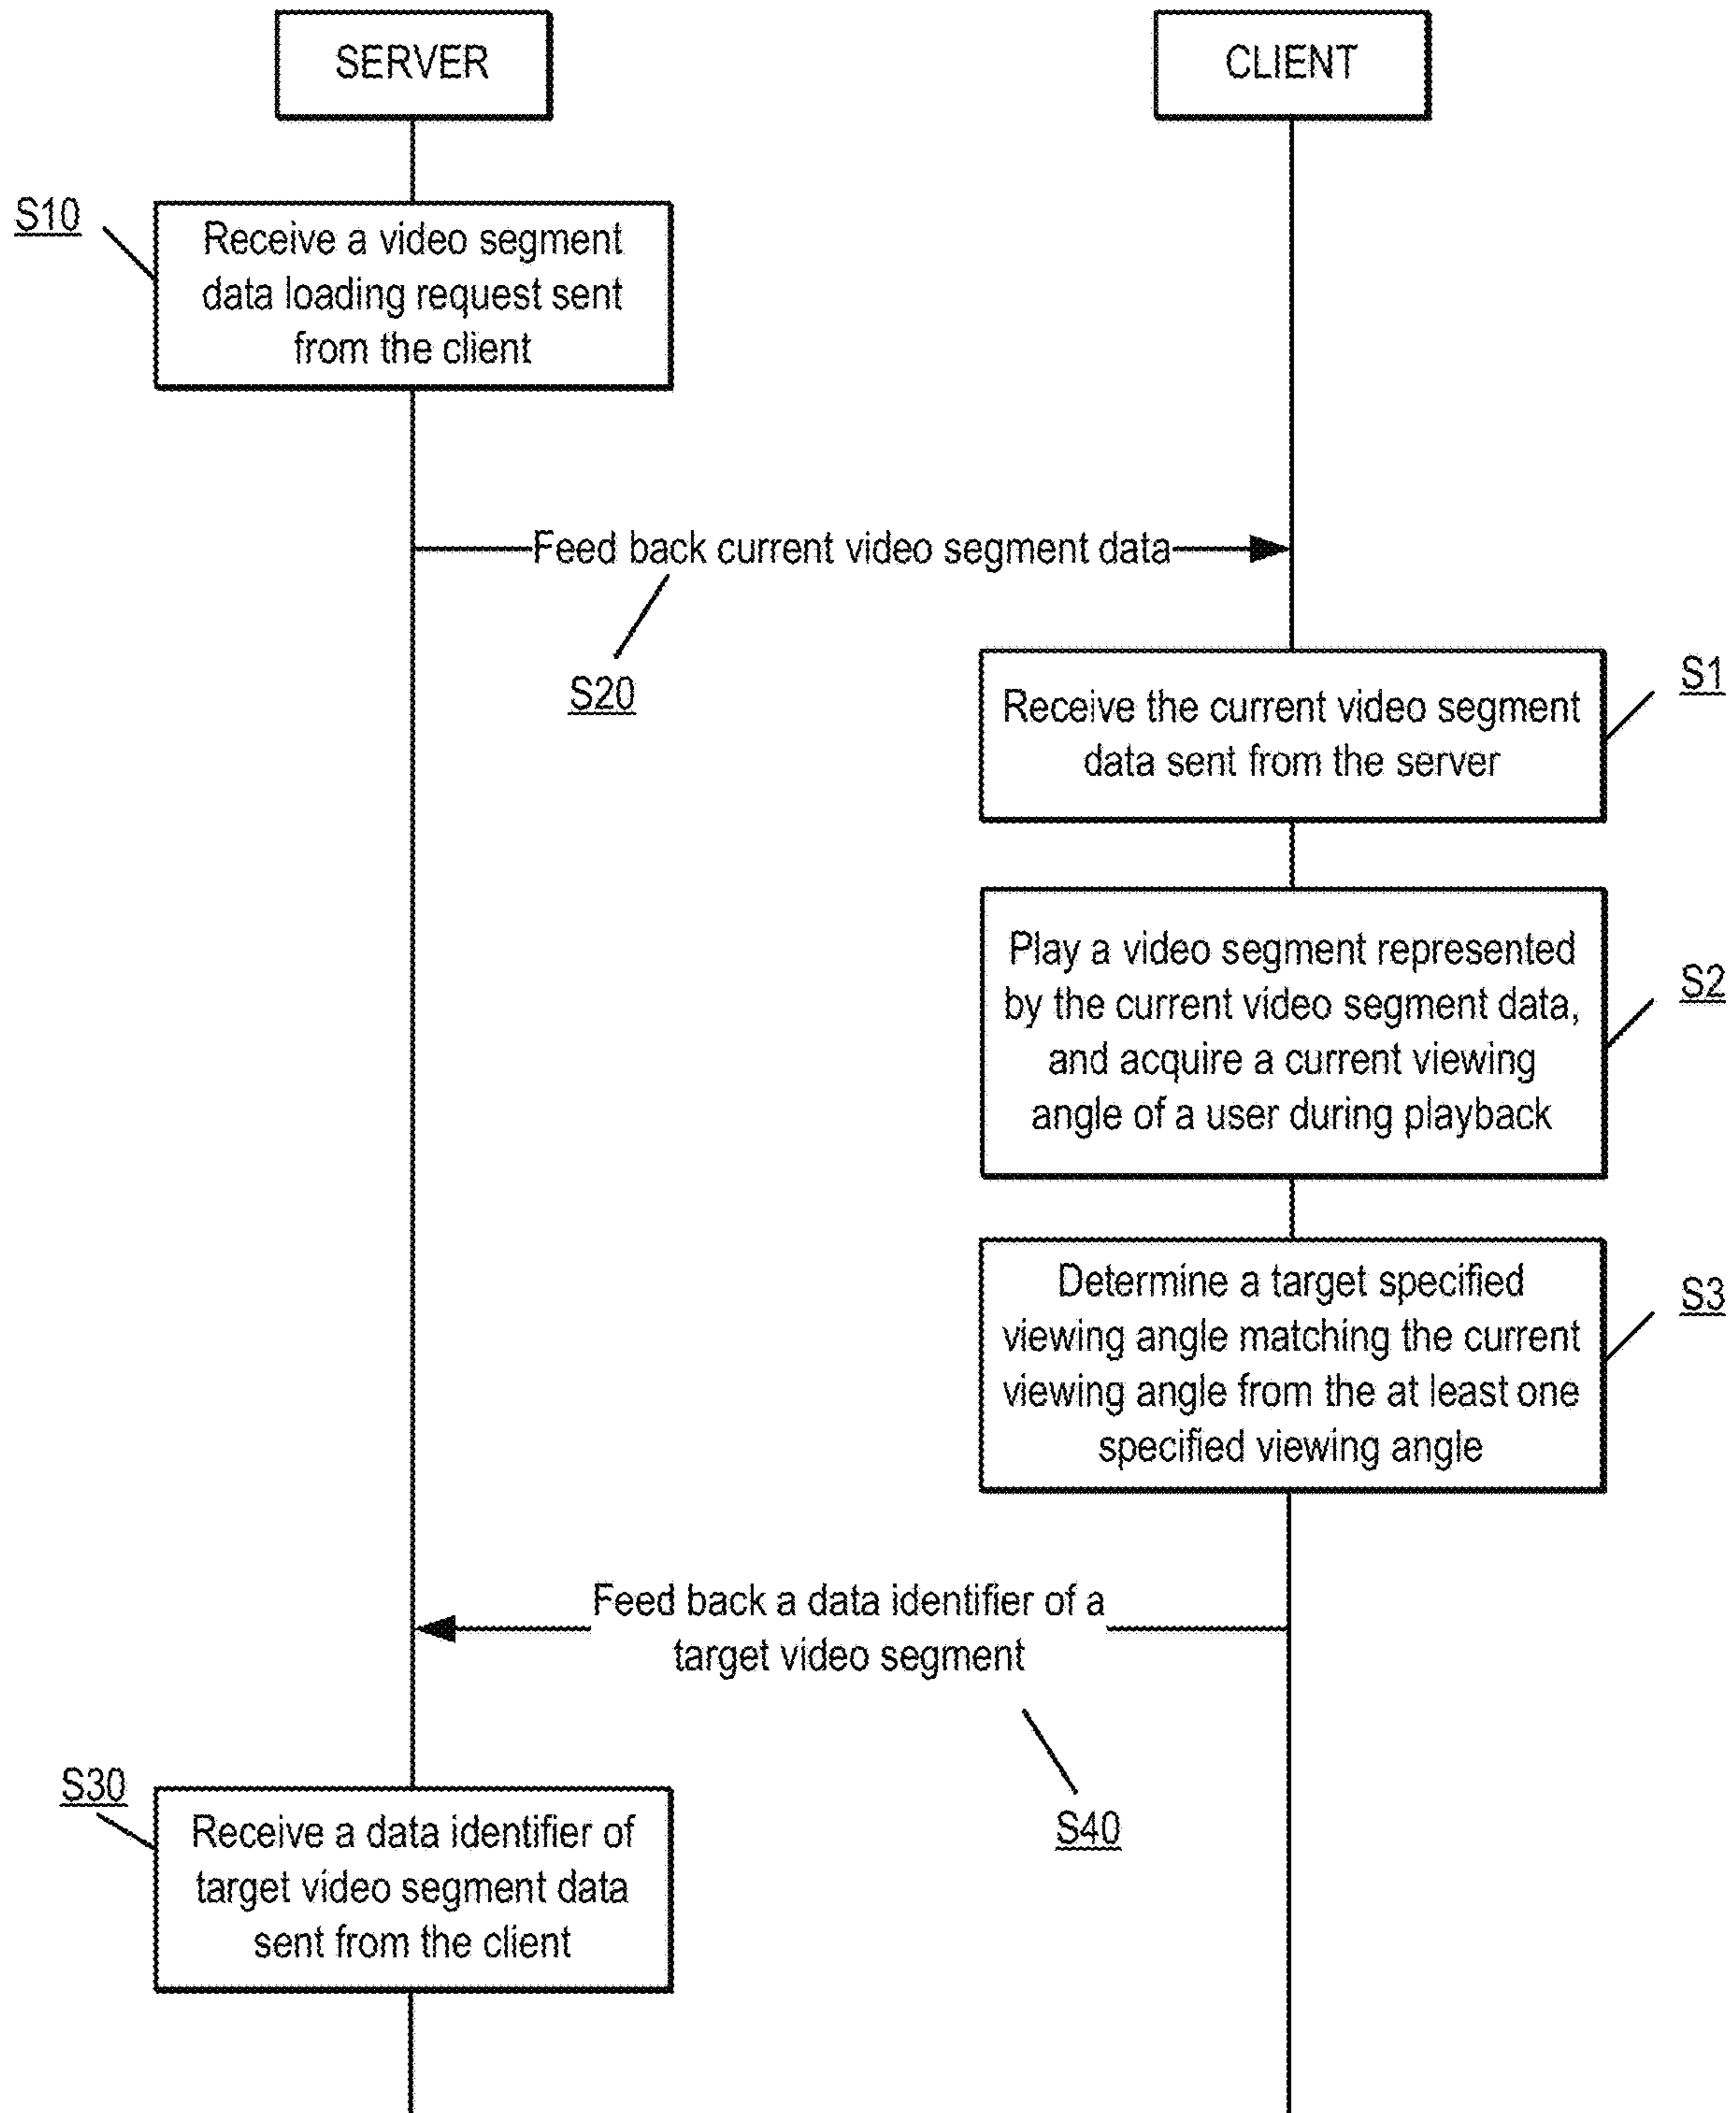 SERVER
CLIENT
S10
Receive a video segment
data loading request sent
from the client
Feed back current video segment data
S20
S1
Receive the current video segment
data sent from the server
Play a video segment represented
by the current video segment data,
and acquire a current viewing
angle of a user during playback
S2
Determine a target specified
viewing angle matching the current
viewing angle from the at least one
specified viewing angle
S3
Feed back a data identifier of a
target video segment
S40
S30
Receive a data identifier of
target video segment data
sent from the client